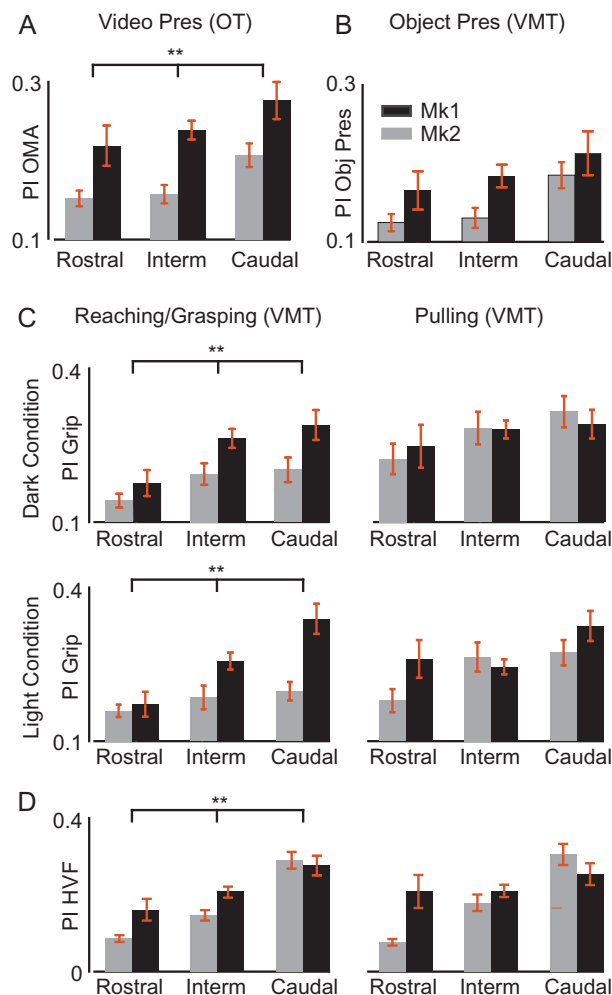 A Video Pres (OT)
**
0.3
PI OMA
0.1
Rostral Interm Caudal
B Object Pres (VMT)
0.3
Mk1
Mk2
PI Obj Pres
0.1
Rostral Interm Caudal
C Reaching/Grasping (VMT) Pulling (VMT)
**
0.4
Dark Condition
PI Grip
0.1
Rostral Interm Caudal Rostral Interm Caudal
**
0.4
Light Condition
PI Grip
0.1
Rostral Interm Caudal Rostral Interm Caudal
D
**
0.4
PI HVF
0
Rostral Interm Caudal Rostral Interm Caudal